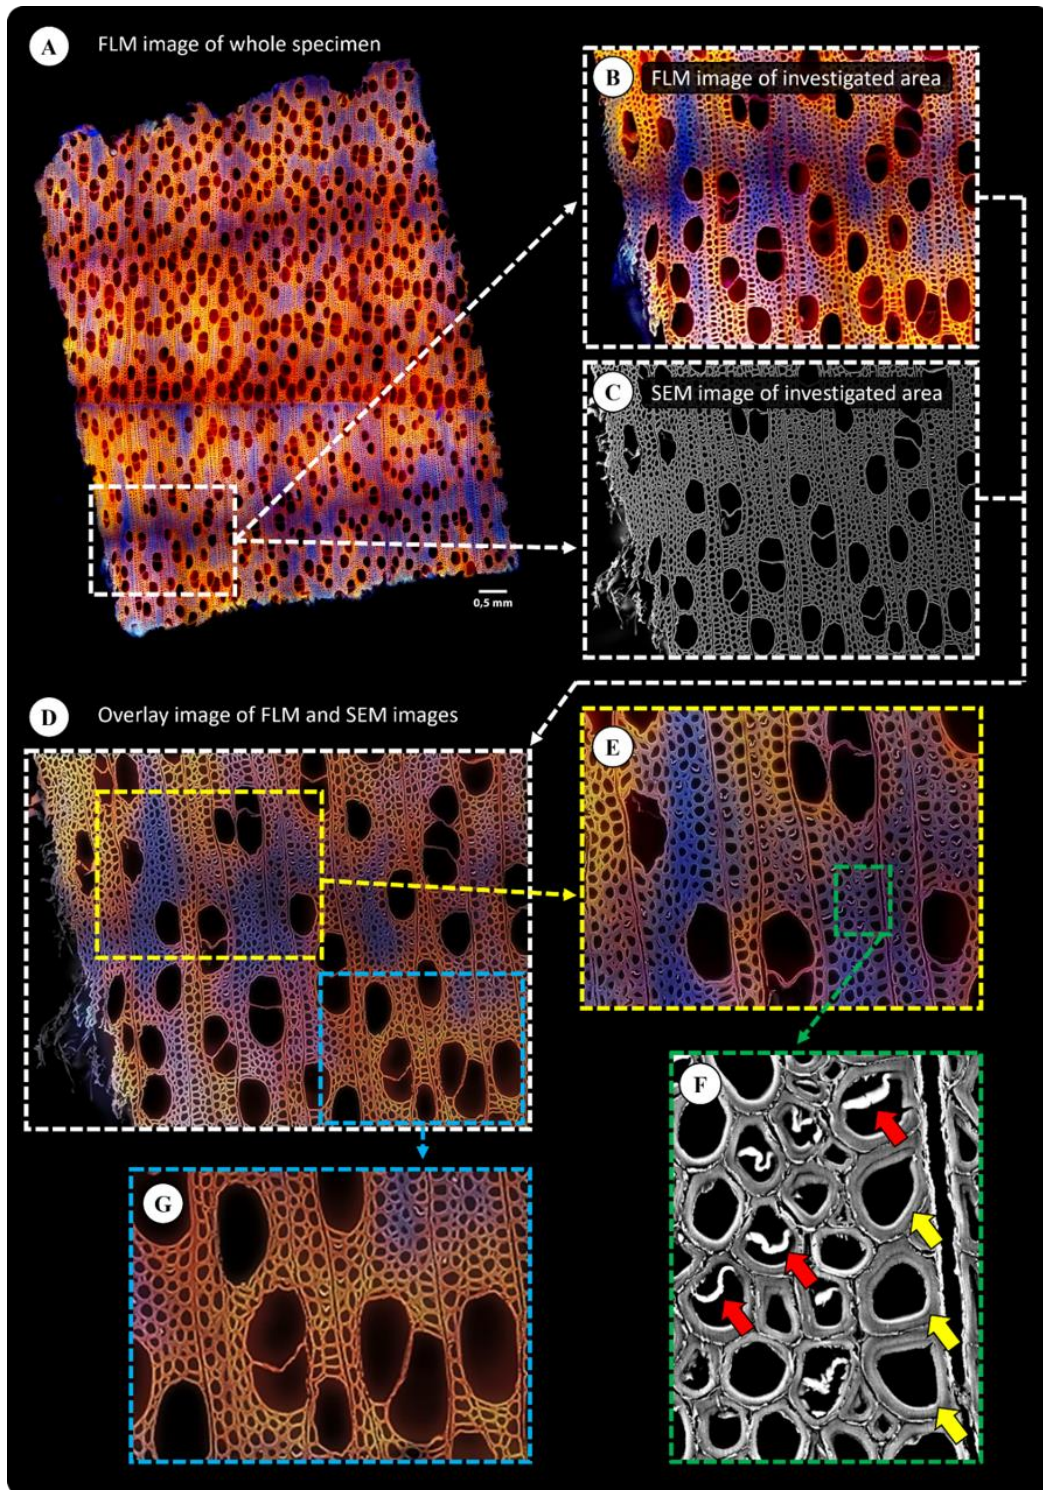 A FLM image of whole specimen
B FLM image of investigated area
C SEM image of investigated area
0,5 mm
D Overlay image of FLM and SEM images
E
F
G